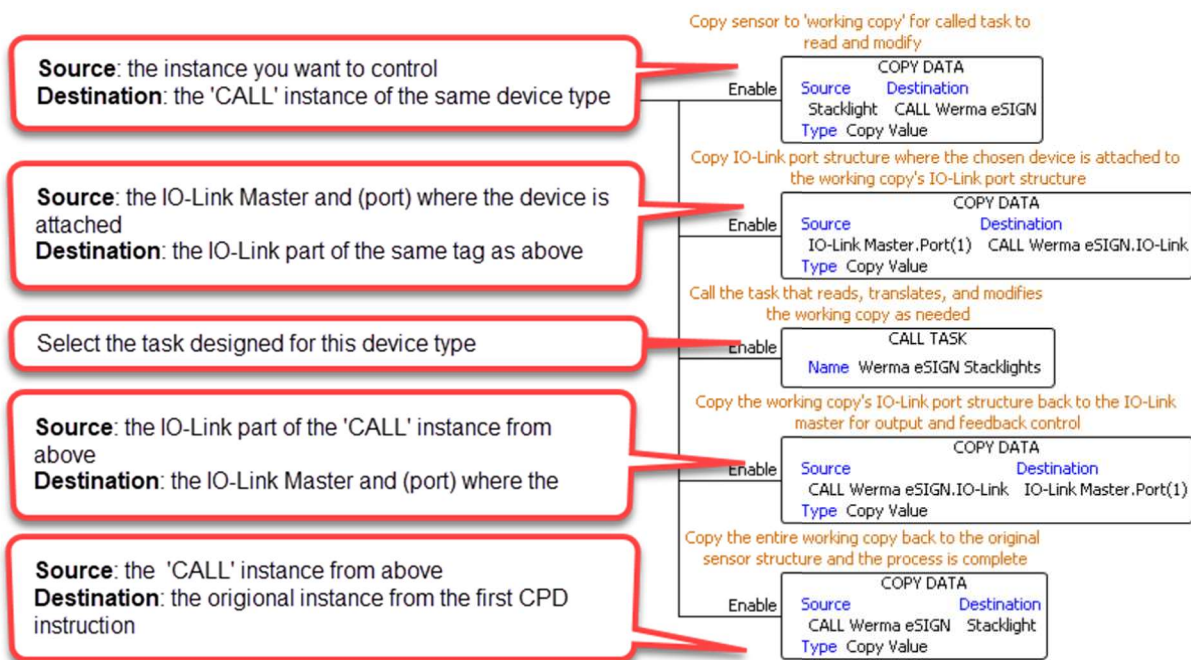 Copy sensor to 'working copy' for called task to
read and modify
Source: the instance you want to control
Destination: the 'CALL' instance of the same device type
COPY DATA
Enable Source Destination
Stacklight CALL Werma eSIGN
Type Copy Value
Copy IO-Link port structure where the chosen device is attached to
the working copy's IO-Link port structure
Source: the IO-Link Master and (port) where the device is
attached
Destination: the IO-Link part of the same tag as above
COPY DATA
Enable Source Destination
IO-Link Master.Port(1) CALL Werma eSIGN.IO-Link
Type Copy Value
Call the task that reads, translates, and modifies
the working copy as needed
Select the task designed for this device type
CALL TASK
Enable
Name Werma eSIGN Stacklights
Copy the working copy's IO-Link port structure back to the IO-Link
master for output and feedback control
Source: the IO-Link part of the 'CALL' instance from
above
Destination: the IO-Link Master and (port) where the
COPY DATA
Enable Source Destination
CALL Werma eSIGN.IO-Link IO-Link Master.Port(1)
Type Copy Value
Copy the entire working copy back to the original
sensor structure and the process is complete
Source: the 'CALL' instance from above
Destination: the origional instance from the first CPD
instruction
COPY DATA
Enable Source Destination
CALL Werma eSIGN Stacklight
Type Copy Value